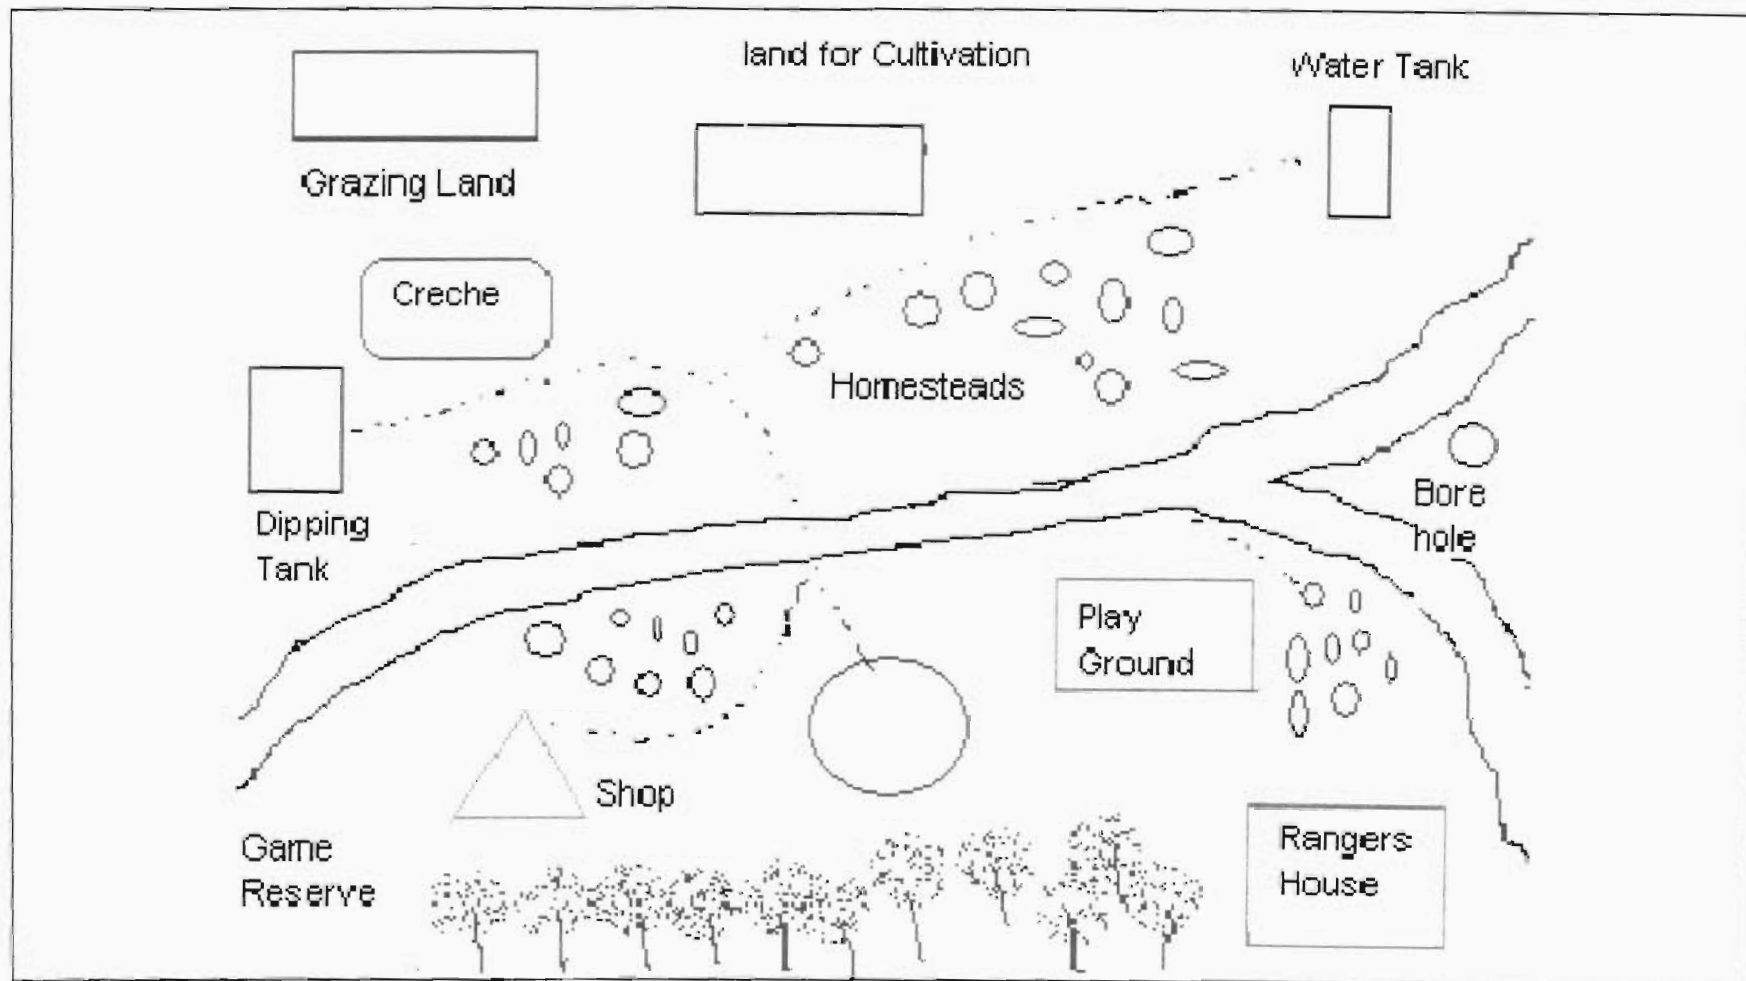 land for Cultivation
Water Tank
Grazing Land
Creche
Homesteads
Dipping
Tank
Bore
hole
Play
Ground
Shop
Game
Reserve
Rangers
House